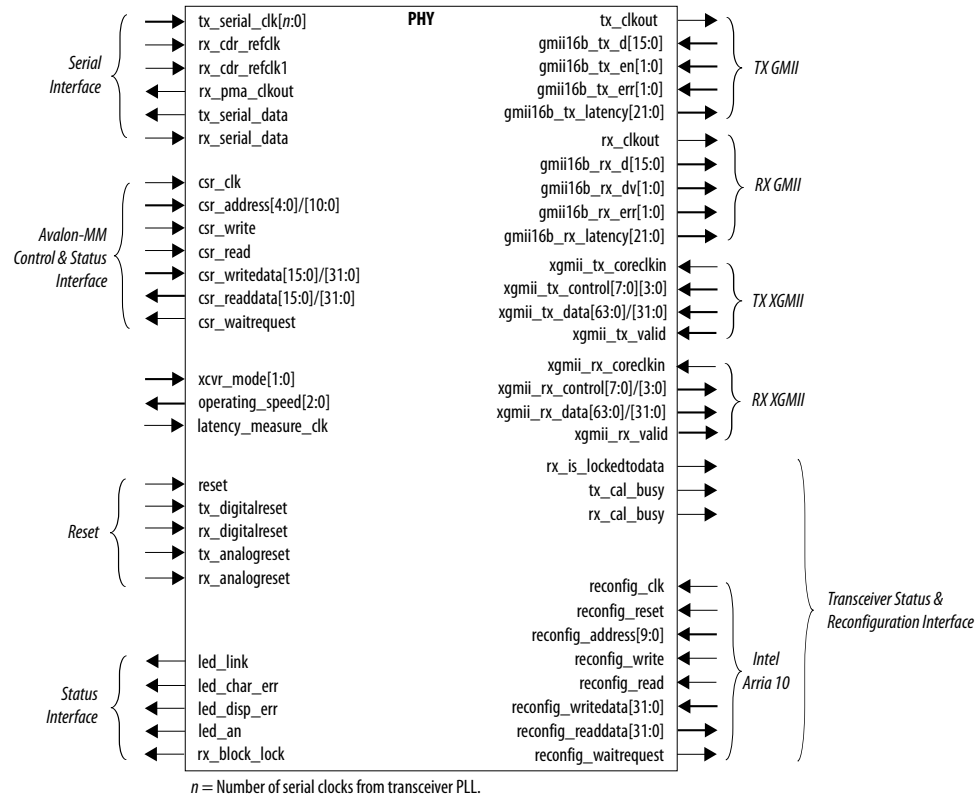 PHY
Serial
Interface
tx_serial_clk[n:0]
rx_cdr_refclk
rx_cdr_refclk1
rx_pma_clkout
tx_serial_data
rx_serial_data
Avalon-MM
Control & Status
Interface
csr_clk
csr_address[4:0]/[10:0]
csr_write
csr_read
csr_writedata[15:0]/[31:0]
csr_readdata[15:0]/[31:0]
csr_waitrequest
xcvr_mode[1:0]
operating_speed[2:0]
latency_measure_clk
Reset
reset
tx_digitalreset
rx_digitalreset
tx_analogreset
rx_analogreset
Status
Interface
led_link
led_char_err
led_disp_err
led_an
rx_block_lock
tx_clkout
gmii16b_tx_d[15:0]
gmii16b_tx_en[1:0]
gmii16b_tx_err[1:0]
gmii16b_tx_latency[21:0]
TX GMII
rx_clkout
gmii16b_rx_d[15:0]
gmii16b_rx_dv[1:0]
gmii16b_rx_err[1:0]
gmii16b_rx_latency[21:0]
RX GMII
xgmii_tx_coreclkin
xgmii_tx_control[7:0][3:0]
xgmii_tx_data[63:0]/[31:0]
xgmii_tx_valid
TX XGMII
xgmii_rx_coreclkin
xgmii_rx_control[7:0]/[3:0]
xgmii_rx_data[63:0]/[31:0]
xgmii_rx_valid
RX XGMII
rx_is_lockedtodata
tx_cal_busy
rx_cal_busy
reconfig_clk
reconfig_reset
reconfig_address[9:0]
reconfig_write
reconfig_read
reconfig_writedata[31:0]
reconfig_readdata[31:0]
reconfig_waitrequest
Intel
Arria 10
Transceiver Status &
Reconfiguration Interface
n = Number of serial clocks from transceiver PLL.